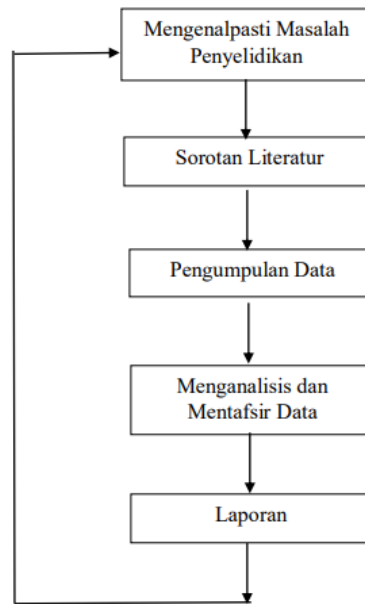 Mengenalpasti Masalah
Penyelidikan
Sorotan Literatur
Pengumpulan Data
Menganalisis dan
Mentafsir Data
Laporan